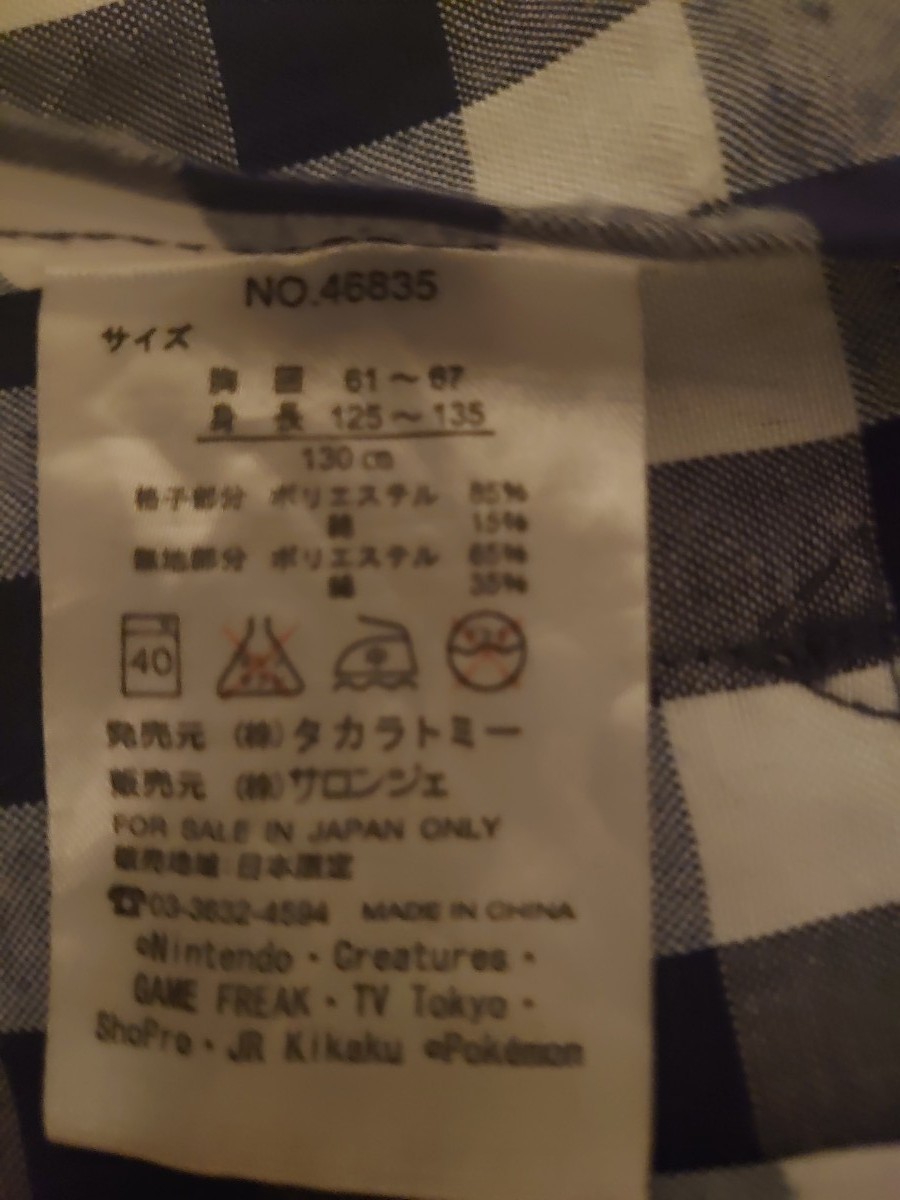 NO.46835
サイズ
胸 囲 61～67
身 長 125～135
130㎝
格子部分 ポリエステル 85%
綿 15%
無地部分 ポリエステル 65%
綿 35%
40
発売元 (株)タカラトミー
販売元 (株)サロンジェ
FOR SALE IN JAPAN ONLY
販売地域:日本限定
☎03-3632-4594 MADE IN CHINA
©Nintendo・Creatures・
GAME FREAK・TV Tokyo・
ShoPro・JR Kikaku ©Pokémon